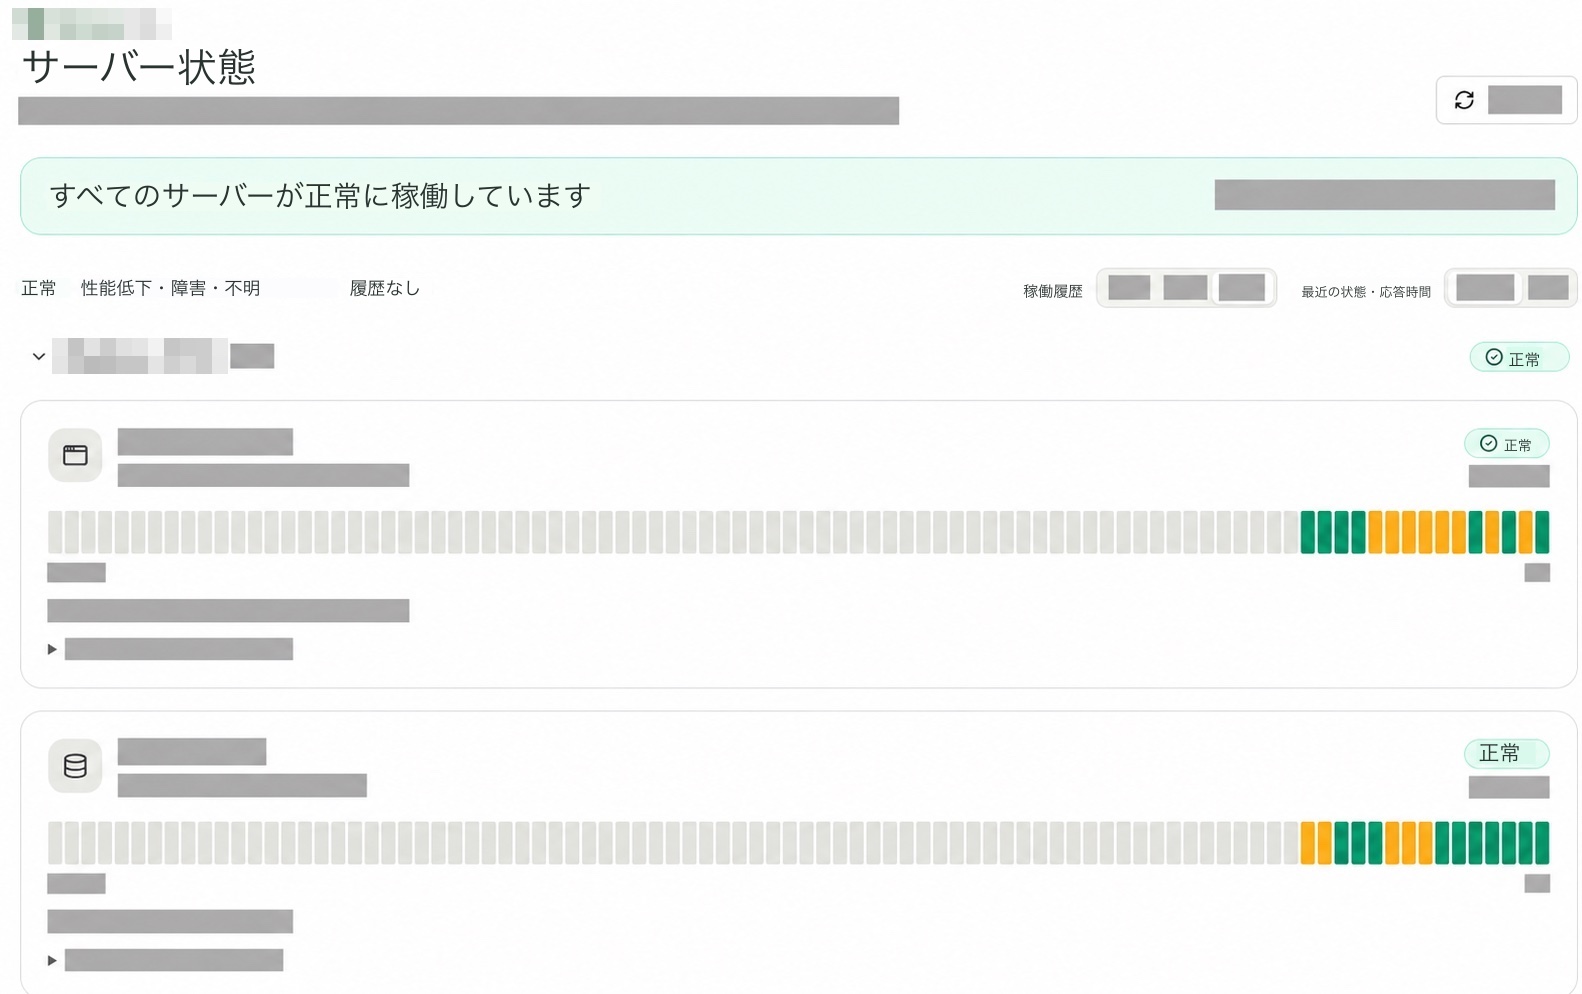 サーバー状態
すべてのサーバーが正常に稼働しています
正常 性能低下・障害・不明 履歴なし 稼働履歴 最近の状態・応答時間
正常
正常
正常